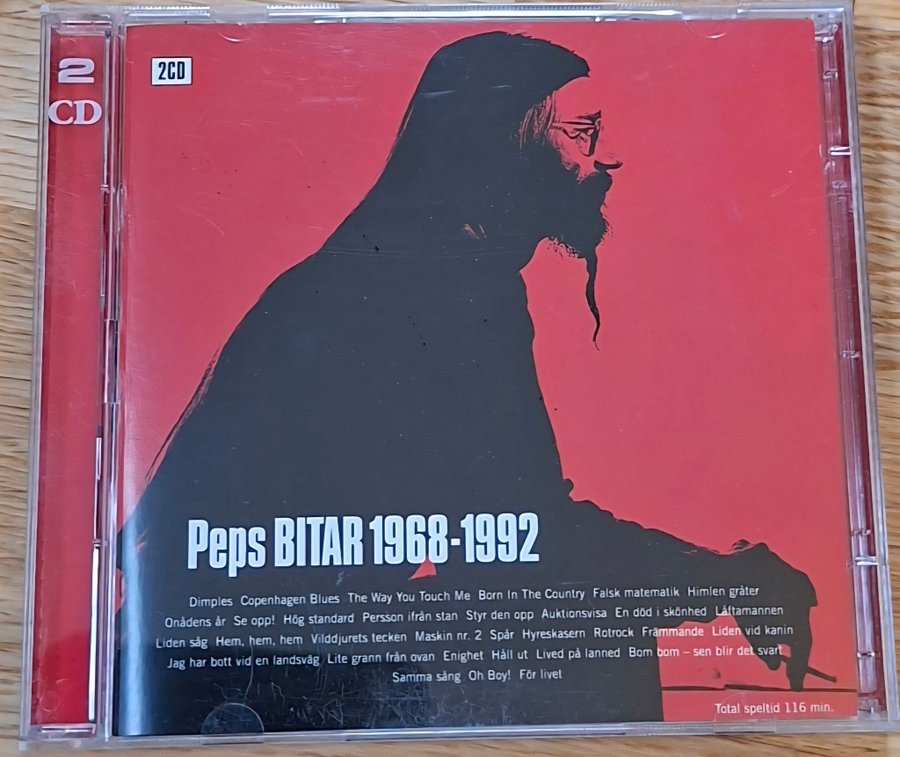 2
CD
2CD
Peps BITAR 1968-1992
Dimples Copenhagen Blues The Way You Touch Me Born In The Country Falsk matematik Himlen gråter
Onådens år Se opp! Hög standard Persson ifrån stan Styr den opp Auktionsvisa En död i skönhed Låftamannen
Liden såg Hem, hem, hem Vilddjurets tecken Maskin nr. 2 Spår Hyreskasern Rotrock Främmande Liden vid kanin
Jag har bott vid en landsväg Lite grann från ovan Enighet Håll ut Lived på lanned Bom bom – sen blir det svart
Samma sång Oh Boy! För livet
Total speltid 116 min.